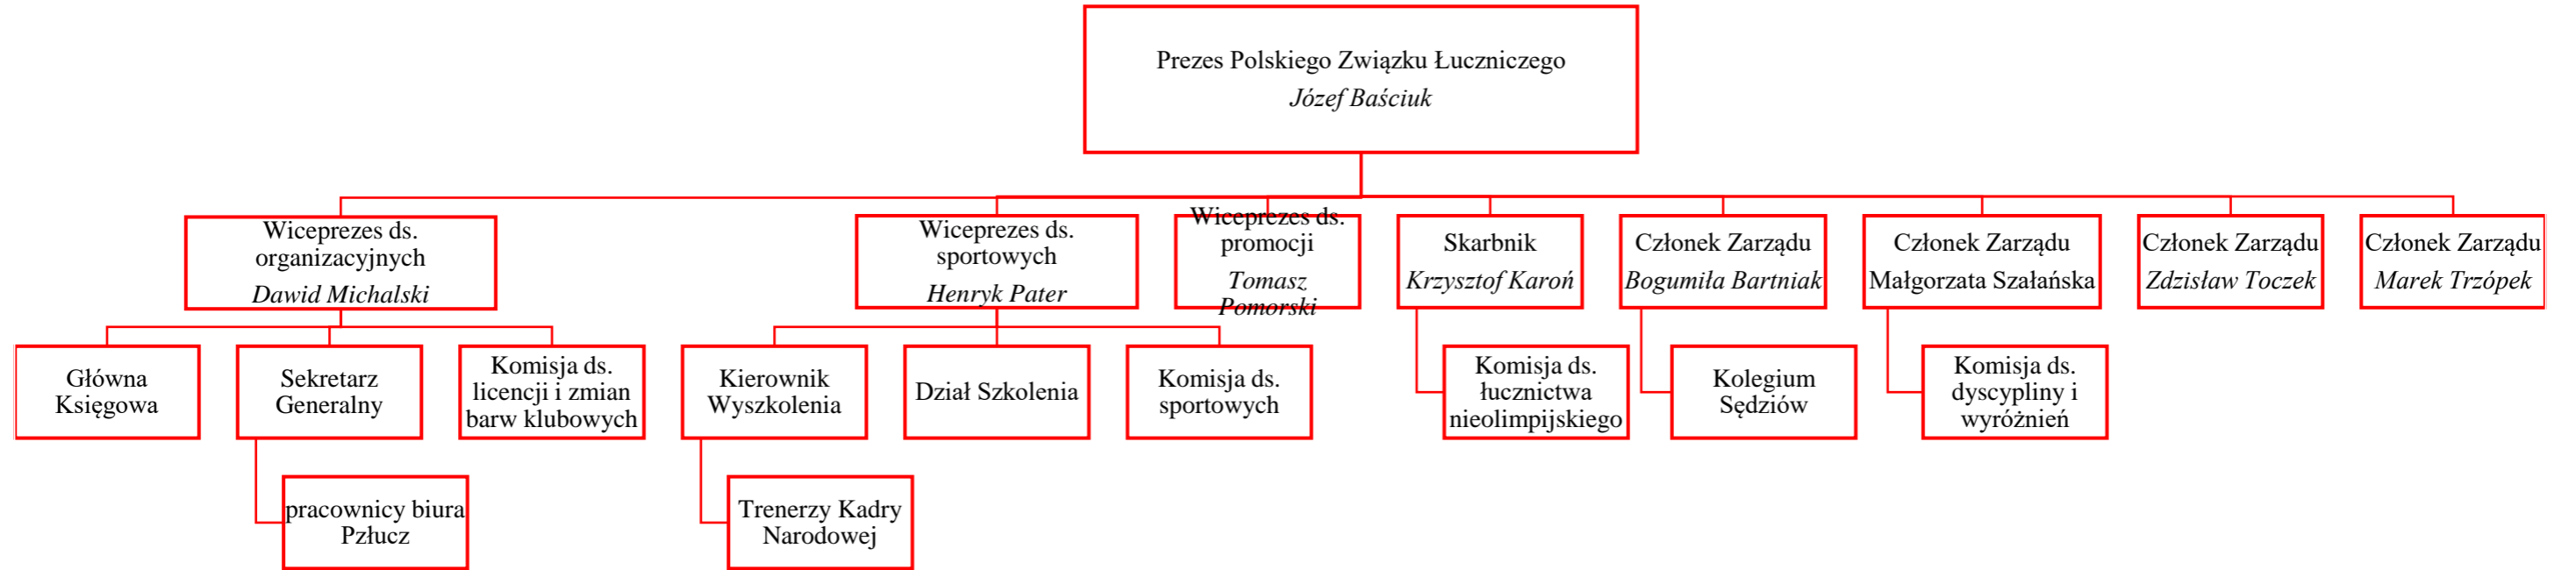 Prezes Polskiego Związku Łuczniczego
Józef Baściuk
Wiceprezes ds.
organizacyjnych
Dawid Michalski
Wiceprezes ds.
sportowych
Henryk Pater
Wiceprezes ds.
promocji
Tomasz
Pomorski
Skarbnik
Krzysztof Karoń
Członek Zarządu
Bogumiła Bartniak
Członek Zarządu
Małgorzata Szałańska
Członek Zarządu
Zdzisław Toczek
Członek Zarządu
Marek Trzópek
Główna
Księgowa
Sekretarz
Generalny
Komisja ds.
licencji i zmian
barw klubowych
Kierownik
Wyszkolenia
Dział Szkolenia
Komisja ds.
sportowych
Komisja ds.
łucznictwa
nieolimpijskiego
Kolegium
Sędziów
Komisja ds.
dyscypliny i
wyróżnień
pracownicy biura
Pzłucz
Trenerzy Kadry
Narodowej